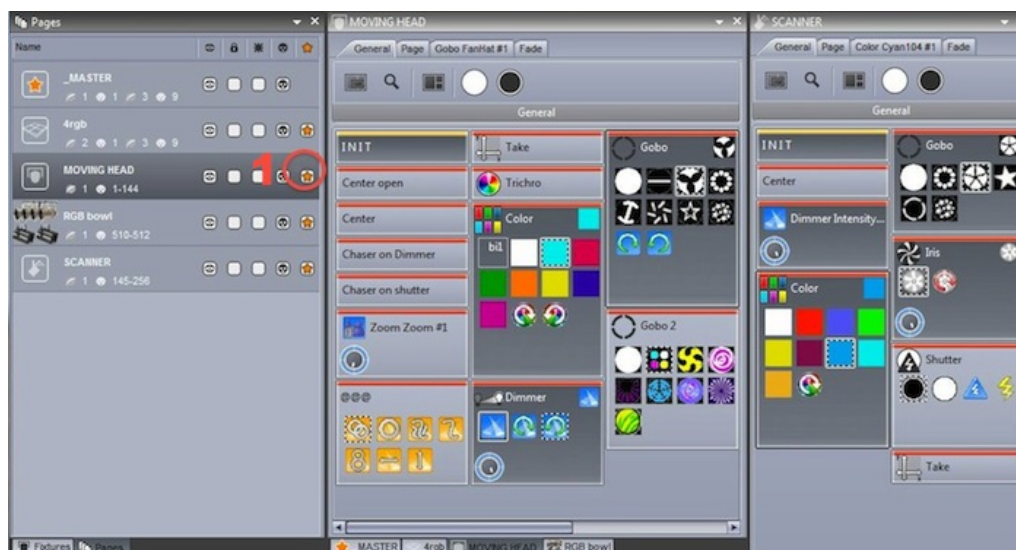 Pages
Name
_MASTER
1 1 3 9
4rgb
2 1 3 9
MOVING HEAD
1 1-144
1
RGB bowl
1 510-512
SCANNER
1 145-256
Fixtures Pages
MOVING HEAD
General Page Gobo FanHat #1 Fade
General
INIT
Center open
Center
Chaser on Dimmer
Chaser on shutter
Zoom Zoom #1
@@@
Take
Trichro
Color
bi1
Dimmer
Gobo
Gobo 2
MASTER 4rgb MOVING HEAD RGB bowl
SCANNER
General Page Color Cyan104 #1 Fade
General
INIT
Center
Dimmer Intensity...
Color
Gobo
Iris
Shutter
Take